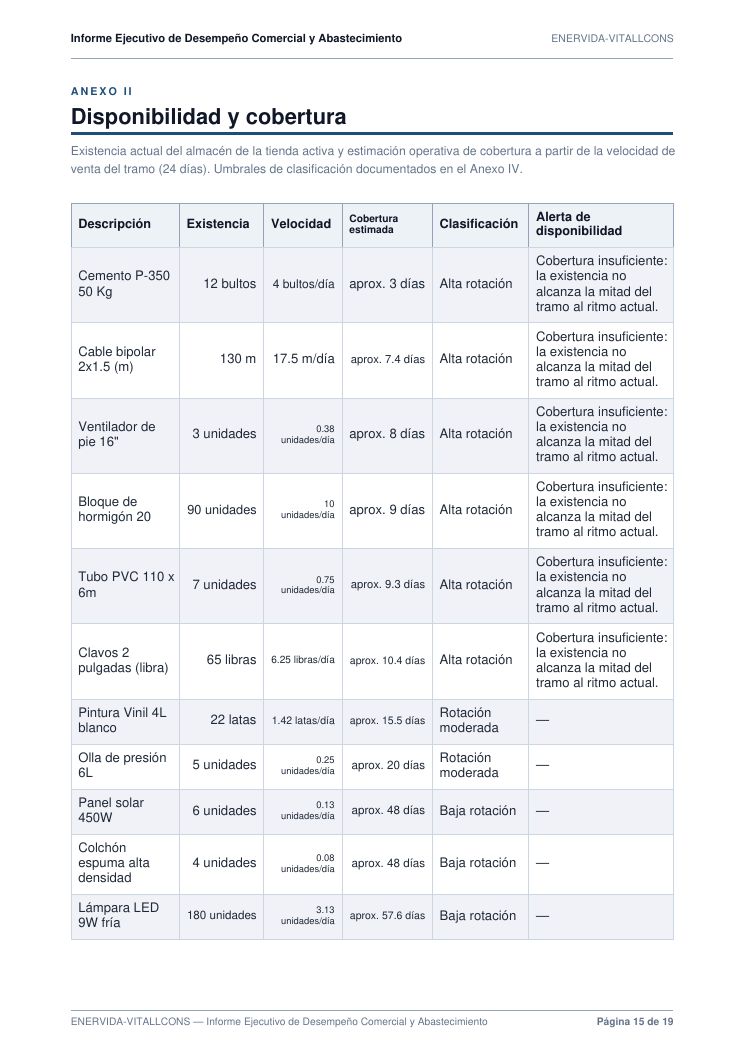 Informe Ejecutivo de Desempeño Comercial y Abastecimiento
ENERVIDA-VITALLCONS
ANEXO II
Disponibilidad y cobertura
Existencia actual del almacén de la tienda activa y estimación operativa de cobertura a partir de la velocidad de
venta del tramo (24 días). Umbrales de clasificación documentados en el Anexo IV.
Descripción
Existencia
Velocidad
Cobertura
estimada
Clasificación
Alerta de
disponibilidad
Cemento P-350
50 Kg
12 bultos
4 bultos/día
aprox. 3 días
Alta rotación
Cobertura insuficiente:
la existencia no
alcanza la mitad del
tramo al ritmo actual.
Cable bipolar
2x1.5 (m)
130 m
17.5 m/día
aprox. 7.4 días
Alta rotación
Cobertura insuficiente:
la existencia no
alcanza la mitad del
tramo al ritmo actual.
Ventilador de
pie 16"
3 unidades
0.38
unidades/día
aprox. 8 días
Alta rotación
Cobertura insuficiente:
la existencia no
alcanza la mitad del
tramo al ritmo actual.
Bloque de
hormigón 20
90 unidades
10
unidades/día
aprox. 9 días
Alta rotación
Cobertura insuficiente:
la existencia no
alcanza la mitad del
tramo al ritmo actual.
Tubo PVC 110 x
6m
7 unidades
0.75
unidades/día
aprox. 9.3 días
Alta rotación
Cobertura insuficiente:
la existencia no
alcanza la mitad del
tramo al ritmo actual.
Clavos 2
pulgadas (libra)
65 libras
6.25 libras/día
aprox. 10.4 días
Alta rotación
Cobertura insuficiente:
la existencia no
alcanza la mitad del
tramo al ritmo actual.
Pintura Vinil 4L
blanco
22 latas
1.42 latas/día
aprox. 15.5 días
Rotación
moderada
—
Olla de presión
6L
5 unidades
0.25
unidades/día
aprox. 20 días
Rotación
moderada
—
Panel solar
450W
6 unidades
0.13
unidades/día
aprox. 48 días
Baja rotación
—
Colchón
espuma alta
densidad
4 unidades
0.08
unidades/día
aprox. 48 días
Baja rotación
—
Lámpara LED
9W fría
180 unidades
3.13
unidades/día
aprox. 57.6 días
Baja rotación
—
ENERVIDA-VITALLCONS — Informe Ejecutivo de Desempeño Comercial y Abastecimiento
Página 15 de 19